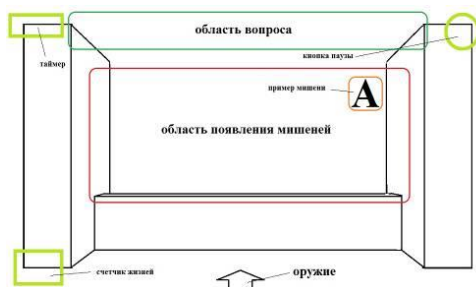 область вопроса
кнопка паузы
таймер
пример мишени
А
область появления мишеней
счетчик жизней
оружие